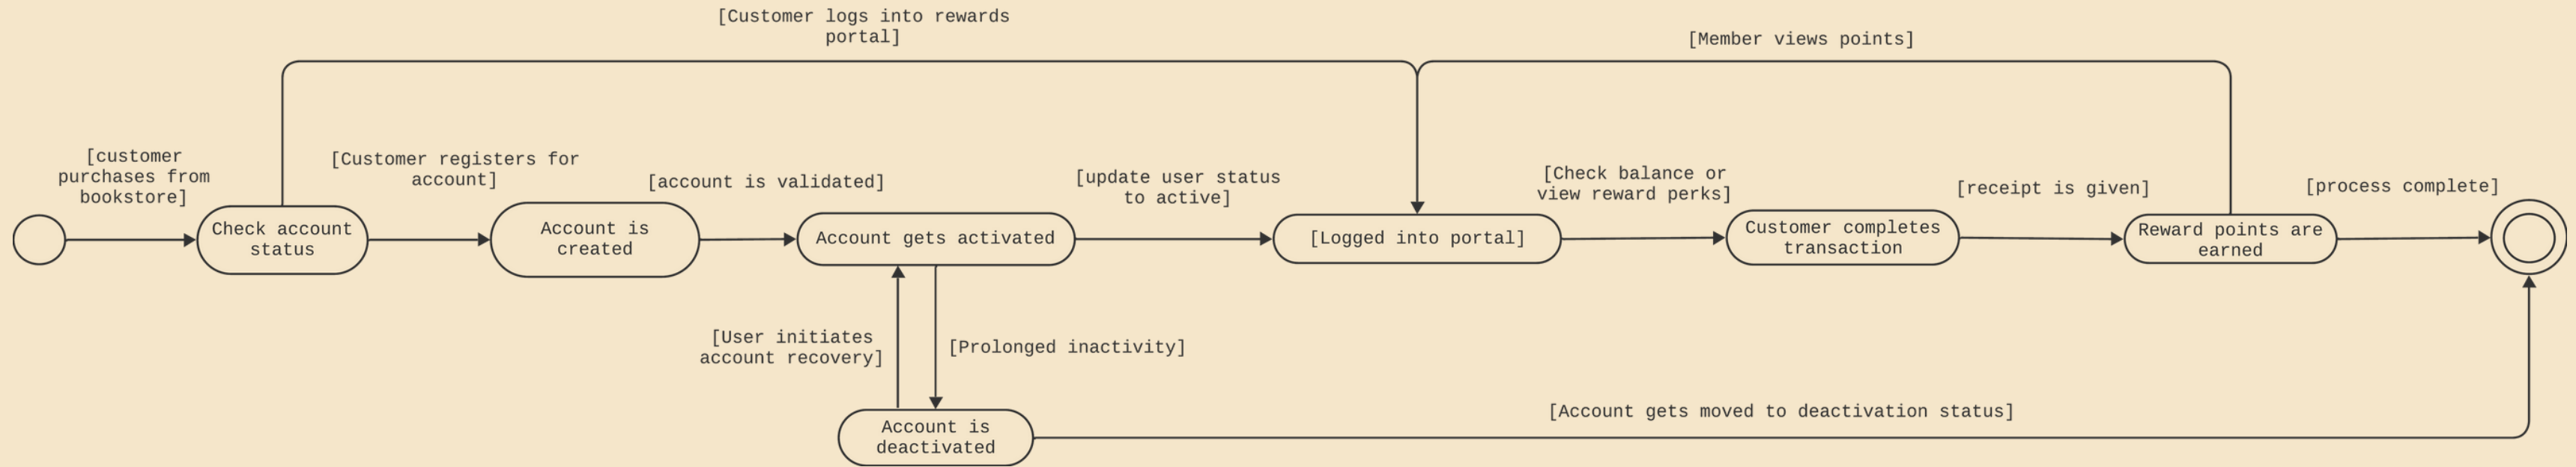 [Customer logs into rewards
portal]
[Member views points]
[customer
purchases from
bookstore]
[Customer registers for
account]
[account is validated]
[update user status
to active]
[Check balance or
view reward perks]
[receipt is given]
[process complete]
Check account
status
Account is
created
Account gets activated
[Logged into portal]
Customer completes
transaction
Reward points are
earned
[User initiates
account recovery]
[Prolonged inactivity]
[Account gets moved to deactivation status]
Account is
deactivated